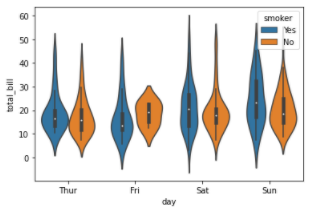 smoker
Yes
No
60
50
40
30
20
10
0
total_bill
Thur Fri Sat Sun
day